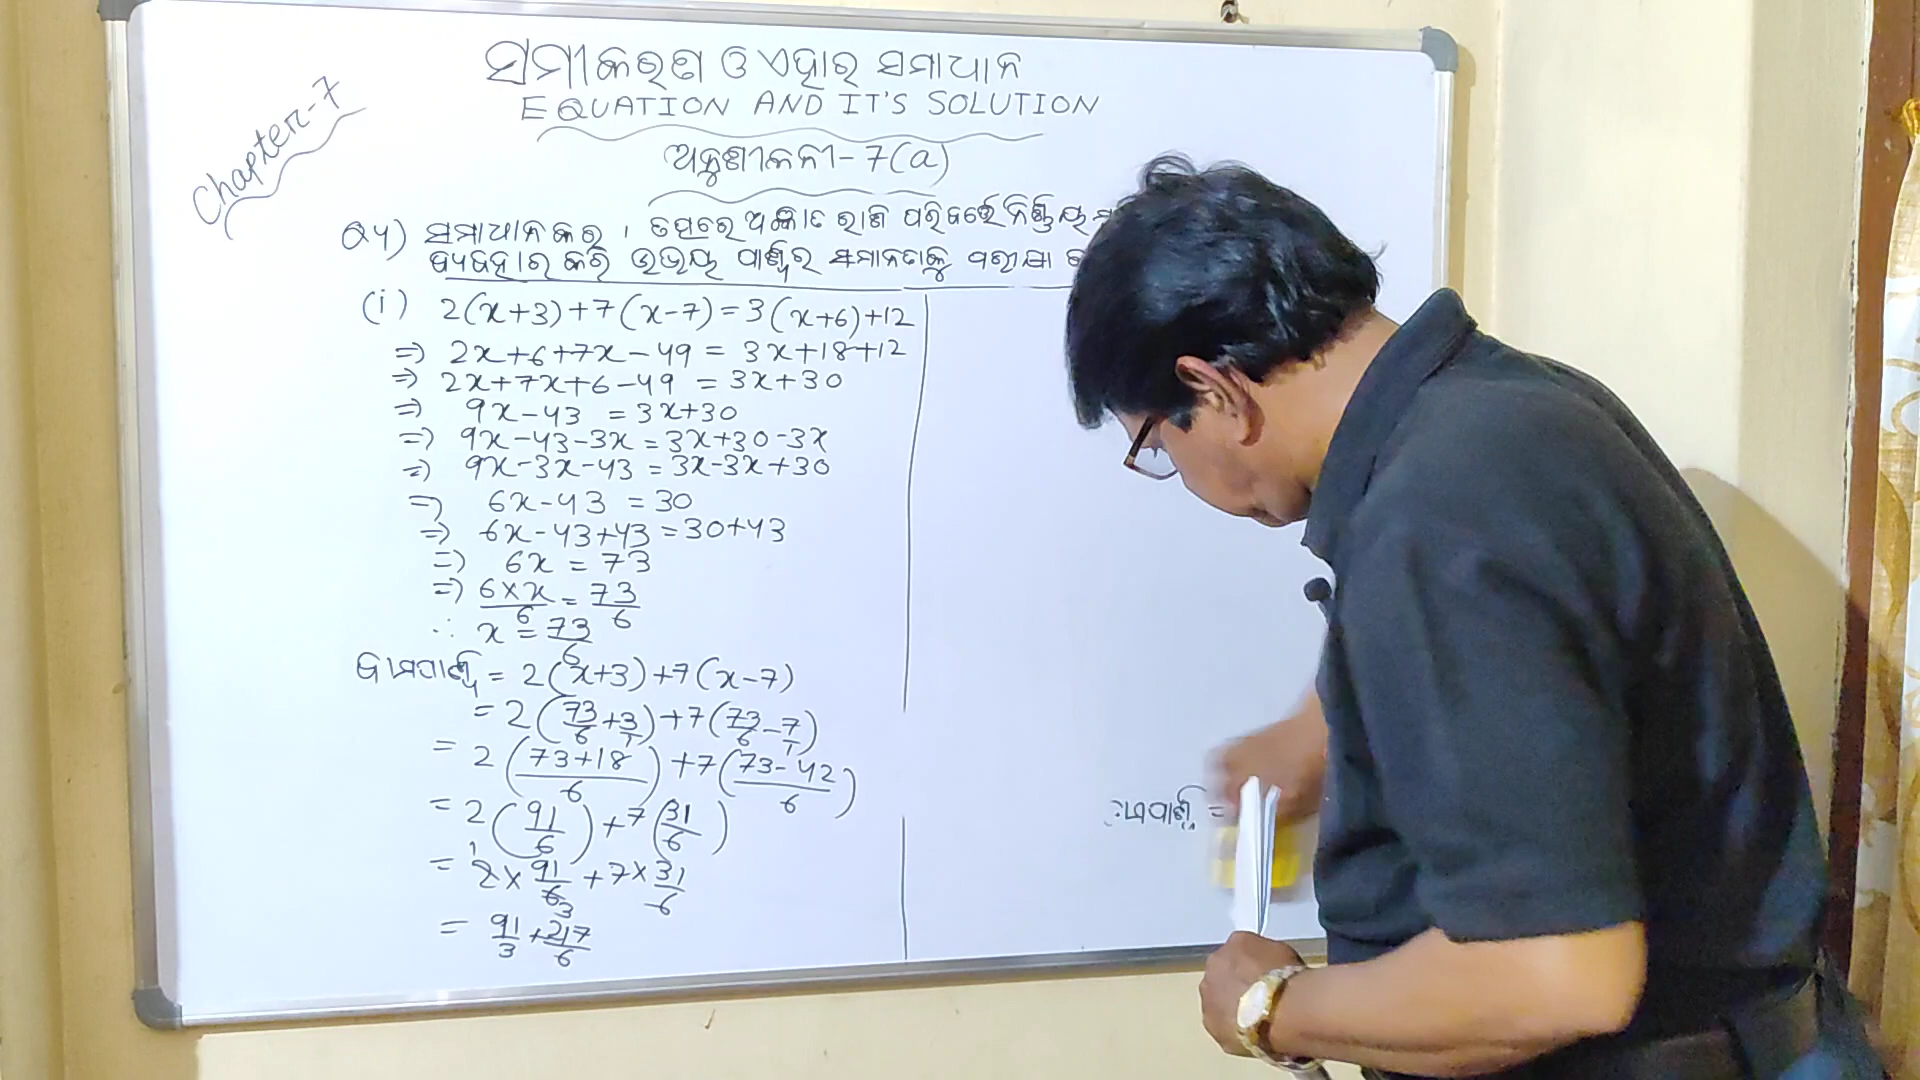 Chapter-7
ସମୀକରଣ ଓ ଏହାର ସମାଧାନ
EQUATION AND IT'S SOLUTION
ଅନୁଶୀଳନୀ-7(a)
Q4) ସମାଧାନ କର । ତାପରେ ଅଜ୍ଞାତ ରାଶି ପରିବର୍ତ୍ତେ ନିର୍ଣ୍ଣୟ
ବ୍ୟବହାର କରି ଉଭୟ ପାର୍ଶ୍ୱର ସମାନତାକୁ ପରୀକ୍ଷା
(i) 2(x+3)+7(x-7)=3(x+6)+12
=> 2x+6+7x-49 = 3x+18+12
=> 2x+7x+6-49 = 3x+30
=> 9x-43 = 3x+30
=> 9x-43-3x=3x+30-3x
=> 9x-3x-43=3x-3x+30
=> 6x-43 = 30
=> 6x-43+43=30+43
=> 6x = 73
=> 6×x/6 = 73/6
∴ x = 73/6
ବାମପାର୍ଶ୍ୱ = 2(x+3)+7(x-7)
= 2(73/6+3/1)+7(73/6-7/1)
= 2(73+18/6)+7(73-42/6)
= 2(91/6)+7(31/6)
= 2×91/6+7×31/6
1 3
= 91/3+217/6
ପାର୍ଶ୍ୱ =